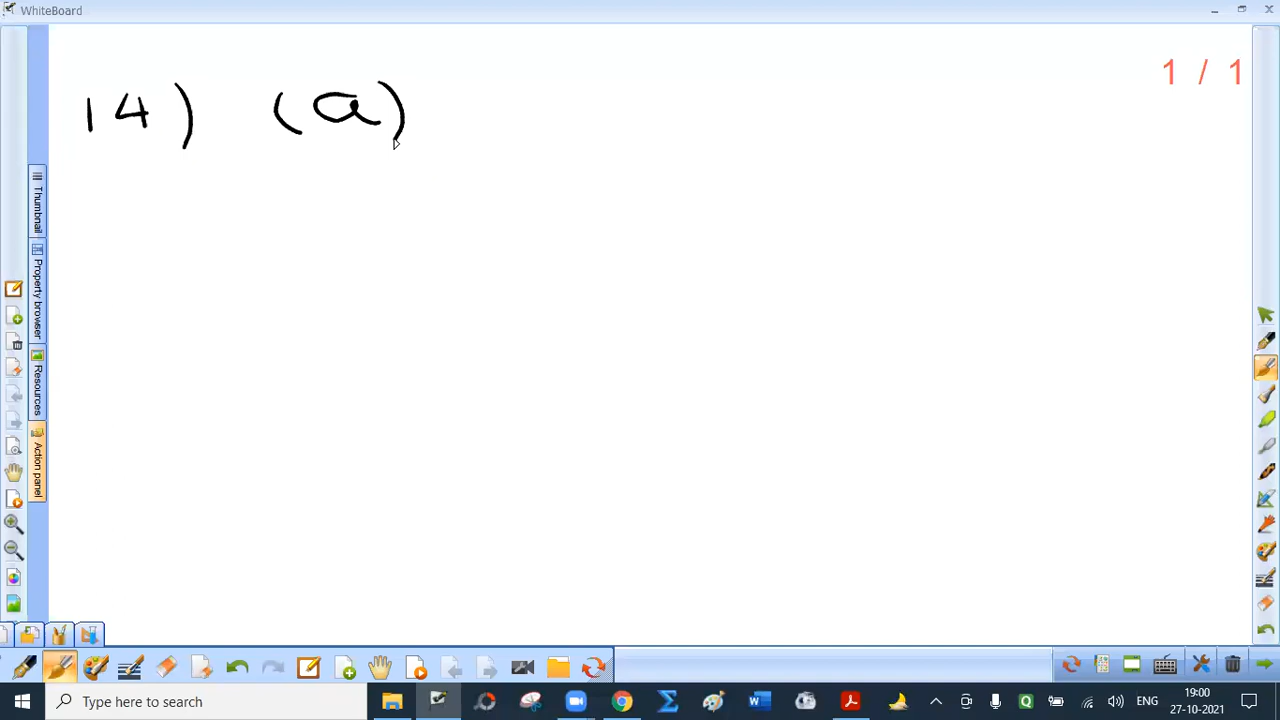 WhiteBoard
1 / 1
14) (a)
Thumbnail
Property browser
Resources
Action panel
Type here to search
ENG
19:00
27-10-2021